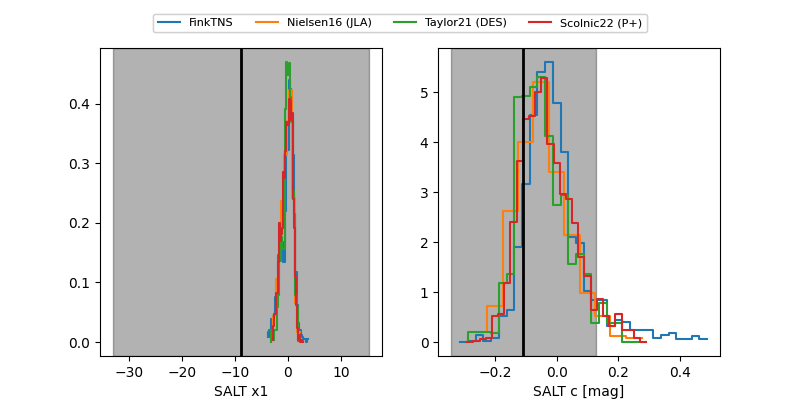 FinkTNS Nielsen16 (JLA) Taylor21 (DES) Scolnic22 (P+)
0.4
0.3
0.2
0.1
0.0
−30 −20 −10 0 10
SALT x1
5
4
3
2
1
0
−0.2 0.0 0.2 0.4
SALT c [mag]